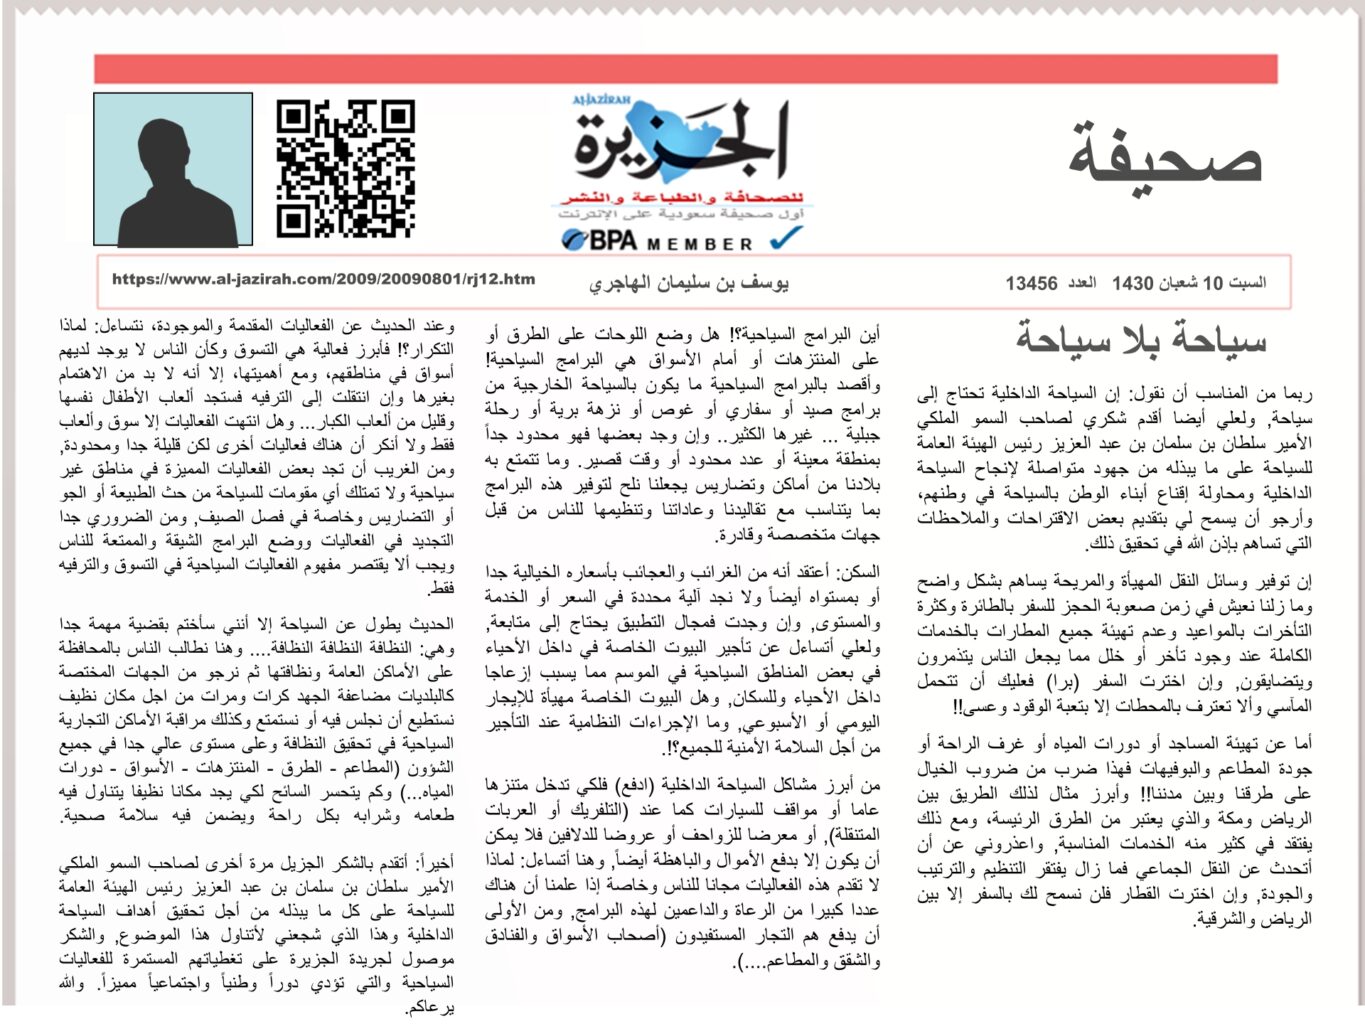 صحيفة
AL-JAZIRAH
الجزيرة
للصحافة والطباعة والنشر
أول صحيفة سعودية على الإنترنت
BPA MEMBER
السبت 10 شعبان 1430 العدد 13456
يوسف بن سليمان الهاجري
https://www.al-jazirah.com/2009/20090801/rj12.htm
سياحة بلا سياحة
ربما من المناسب أن نقول: إن السياحة الداخلية تحتاج إلى
سياحة, ولعلي أيضا أقدم شكري لصاحب السمو الملكي
الأمير سلطان بن سلمان بن عبد العزيز رئيس الهيئة العامة
للسياحة على ما يبذله من جهود متواصلة لإنجاح السياحة
الداخلية ومحاولة إقناع أبناء الوطن بالسياحة في وطنهم,
وأرجو أن يسمح لي بتقديم بعض الاقتراحات والملاحظات
التي تساهم بإذن الله في تحقيق ذلك.
إن توفير وسائل النقل المهيأة والمريحة يساهم بشكل واضح
وما زلنا نعيش في زمن صعوبة الحجز للسفر بالطائرة وكثرة
التأخرات بالمواعيد وعدم تهيئة جميع المطارات بالخدمات
الكاملة عند وجود تأخر أو خلل مما يجعل الناس يتذمرون
ويتضايقون, وإن اخترت السفر (برا) فعليك أن تتحمل
المآسي وألا تعترف بالمحطات إلا بتعبة الوقود وعسى!!
أما عن تهيئة المساجد أو دورات المياه أو غرف الراحة أو
جودة المطاعم والبوفيهات فهذا ضرب من ضروب الخيال
على طرقنا وبين مدننا!! وأبرز مثال لذلك الطريق بين
الرياض ومكة والذي يعتبر من الطرق الرئيسة, ومع ذلك
يفتقد في كثير منه الخدمات المناسبة, واعذروني عن أن
أتحدث عن النقل الجماعي فما زال يفتقر التنظيم والترتيب
والجودة, وإن اخترت القطار فلن نسمح لك بالسفر إلا بين
الرياض والشرقية.
أين البرامج السياحية؟! هل وضع اللوحات على الطرق أو
على المنتزهات أو أمام الأسواق هي البرامج السياحية!
وأقصد بالبرامج السياحية ما يكون بالسياحة الخارجية من
برامج صيد أو سفاري أو غوص أو نزهة برية أو رحلة
جبلية ... غيرها الكثير.. وإن وجد بعضها فهو محدود جداً
بمنطقة معينة أو عدد محدود أو وقت قصير. وما تتمتع به
بلادنا من أماكن وتضاريس يجعلنا نلح لتوفير هذه البرامج
بما يتناسب مع تقاليدنا وعاداتنا وتنظيمها للناس من قبل
جهات متخصصة وقادرة.
السكن: أعتقد أنه من الغرائب والعجائب بأسعاره الخيالية جدا
أو بمستواه أيضاً ولا نجد آلية محددة في السعر أو الخدمة
والمستوى, وإن وجدت فمجال التطبيق يحتاج إلى متابعة,
ولعلي أتساءل عن تأجير البيوت الخاصة في داخل الأحياء
في بعض المناطق السياحية في الموسم مما يسبب إزعاجا
داخل الأحياء وللسكان, وهل البيوت الخاصة مهيأة للإيجار
اليومي أو الأسبوعي, وما الإجراءات النظامية عند التأجير
من أجل السلامة الأمنية للجميع؟!.
من أبرز مشاكل السياحة الداخلية (ادفع) فلكي تدخل متنزها
عاما أو مواقف للسيارات كما عند (التلفريك أو العربات
المتنقلة), أو معرضا للزواحف أو عروضا للدلافين فلا يمكن
أن يكون إلا بدفع الأموال والباهظة أيضاً, وهنا أتساءل: لماذا
لا تقدم هذه الفعاليات مجانا للناس وخاصة إذا علمنا أن هناك
عددا كبيرا من الرعاة والداعمين لهذه البرامج, ومن الأولى
أن يدفع هم التجار المستفيدون (أصحاب الأسواق والفنادق
والشقق والمطاعم....).
وعند الحديث عن الفعاليات المقدمة والموجودة، نتساءل: لماذا
التكرار؟! فأبرز فعالية هي التسوق وكأن الناس لا يوجد لديهم
أسواق في مناطقهم، ومع أهميتها، إلا أنه لا بد من الاهتمام
بغيرها وإن انتقلت إلى الترفيه فستجد ألعاب الأطفال نفسها
وقليل من ألعاب الكبار... وهل انتهت الفعاليات إلا سوق وألعاب
فقط ولا أنكر أن هناك فعاليات أخرى لكن قليلة جدا ومحدودة,
ومن الغريب أن تجد بعض الفعاليات المميزة في مناطق غير
سياحية ولا تمتلك أي مقومات للسياحة من حث الطبيعة أو الجو
أو التضاريس وخاصة في فصل الصيف, ومن الضروري جدا
التجديد في الفعاليات ووضع البرامج الشيقة والممتعة للناس
ويجب ألا يقتصر مفهوم الفعاليات السياحية في التسوق والترفيه
فقط.
الحديث يطول عن السياحة إلا أنني سأختم بقضية مهمة جدا
وهي: النظافة النظافة النظافة.... وهنا نطالب الناس بالمحافظة
على الأماكن العامة ونظافتها ثم نرجو من الجهات المختصة
كالبلديات مضاعفة الجهد كرات ومرات من اجل مكان نظيف
نستطيع أن نجلس فيه أو نستمتع وكذلك مراقبة الأماكن التجارية
السياحية في تحقيق النظافة وعلى مستوى عالي جدا في جميع
الشؤون (المطاعم - الطرق - المنتزهات - الأسواق - دورات
المياه...) وكم يتحسر السائح لكي يجد مكانا نظيفا يتناول فيه
طعامه وشرابه بكل راحة ويضمن فيه سلامة صحية.
أخيراً: أتقدم بالشكر الجزيل مرة أخرى لصاحب السمو الملكي
الأمير سلطان بن سلمان بن عبد العزيز رئيس الهيئة العامة
للسياحة على كل ما يبذله من أجل تحقيق أهداف السياحة
الداخلية وهذا الذي شجعني لأتناول هذا الموضوع, والشكر
موصول لجريدة الجزيرة على تغطياتهم المستمرة للفعاليات
السياحية والتي تؤدي دوراً وطنياً واجتماعياً مميزاً. والله
يرعاكم.